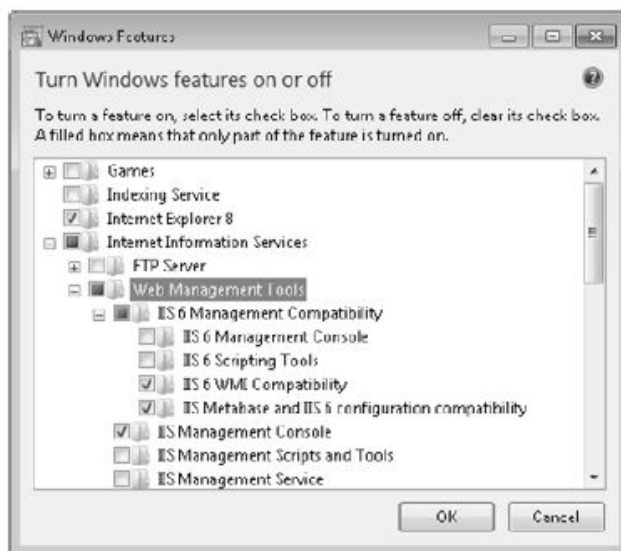 Windows Features
Turn Windows features on or off
To turn a feature on, select its check box. To turn a feature off, clear its check box.
A filled box means that only part of the feature is turned on.
Games
Indexing Service
Internet Explorer 8
Internet Information Services
FTP Server
Web Management Tools
IIS 6 Management Compatibility
IIS 6 Management Console
IIS 6 Scripting Tools
IIS 6 WMI Compatibility
IIS Metabase and IIS 6 configuration compatibility
IIS Management Console
IIS Management Scripts and Tools
IIS Management Service
OK Cancel